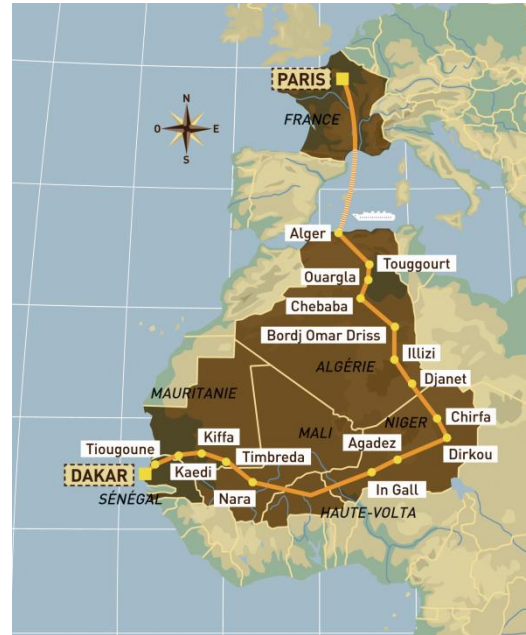 PARIS
FRANCE
N
O
E
S
Alger
Touggourt
Ouargla
Chebaba
Bordj Omar Driss
Illizi
ALGÉRIE
Djanet
MAURITANIE
Chirfa
NIGER
Kiffa
MALI
Agadez
Tiougoune
Timbreda
Dirkou
Kaedi
DAKAR
In Gall
Nara
SÉNÉGAL
HAUTE-VOLTA